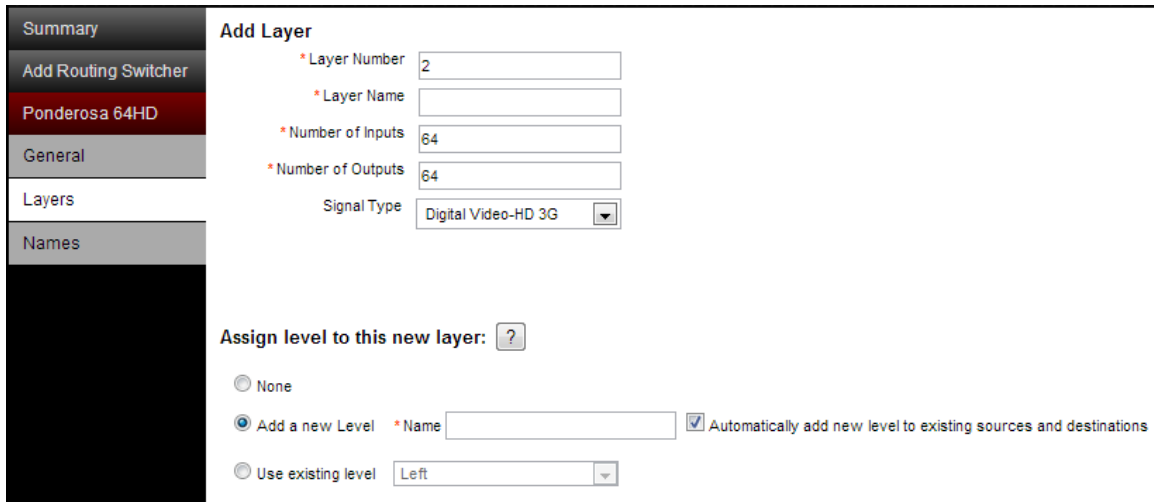 Summary
Add Routing Switcher
Ponderosa 64HD
General
Layers
Names
Add Layer
* Layer Number 2
* Layer Name
* Number of Inputs 64
* Number of Outputs 64
Signal Type Digital Video-HD 3G
Assign level to this new layer: ?
None
Add a new Level * Name Automatically add new level to existing sources and destinations
Use existing level Left